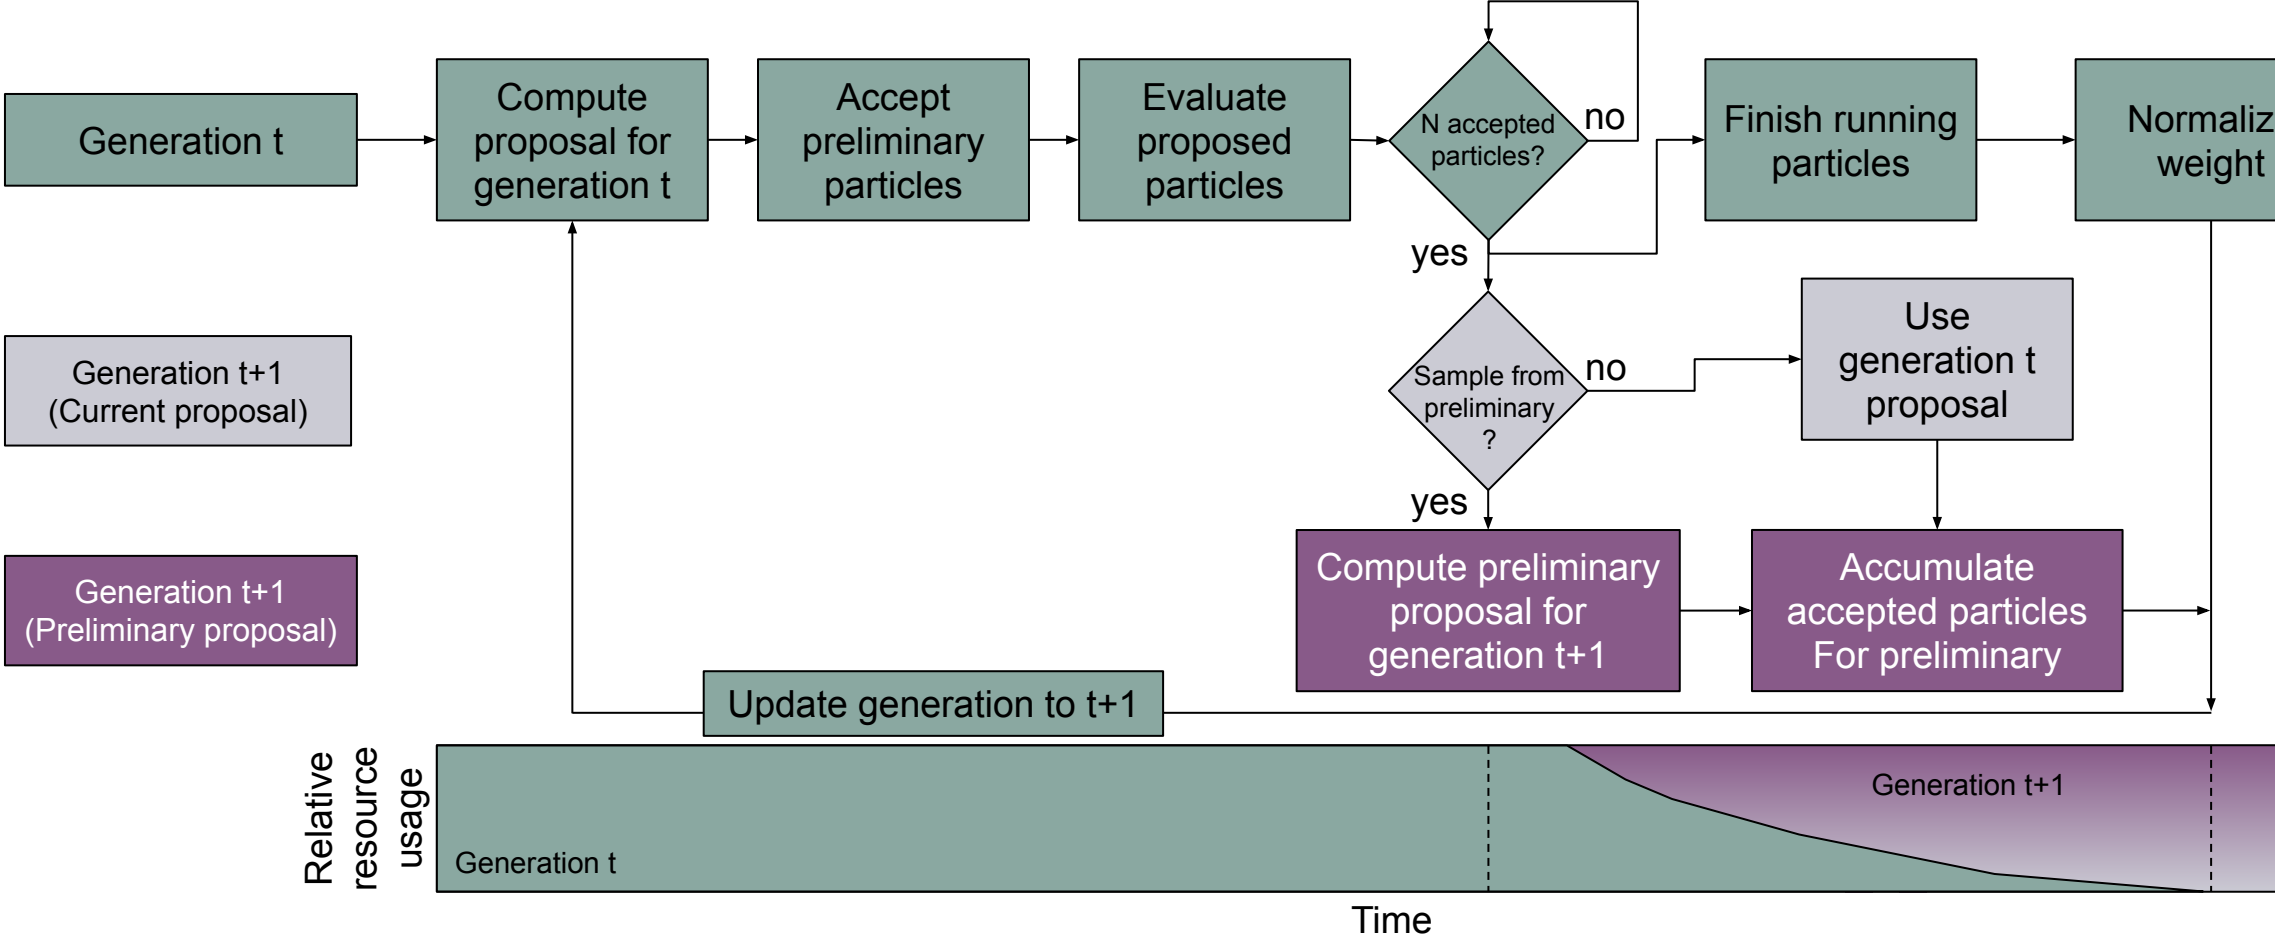 Generation t
Compute
proposal for
generation t
Accept
preliminary
particles
Evaluate
proposed
particles
N accepted
particles?
no
yes
Finish running
particles
Normaliz
weight
Generation t+1
(Current proposal)
Sample from
preliminary
?
no
yes
Use
generation t
proposal
Generation t+1
(Preliminary proposal)
Compute preliminary
proposal for
generation t+1
Accumulate
accepted particles
For preliminary
Update generation to t+1
Relative
resource
usage
Generation t
Generation t+1
Time